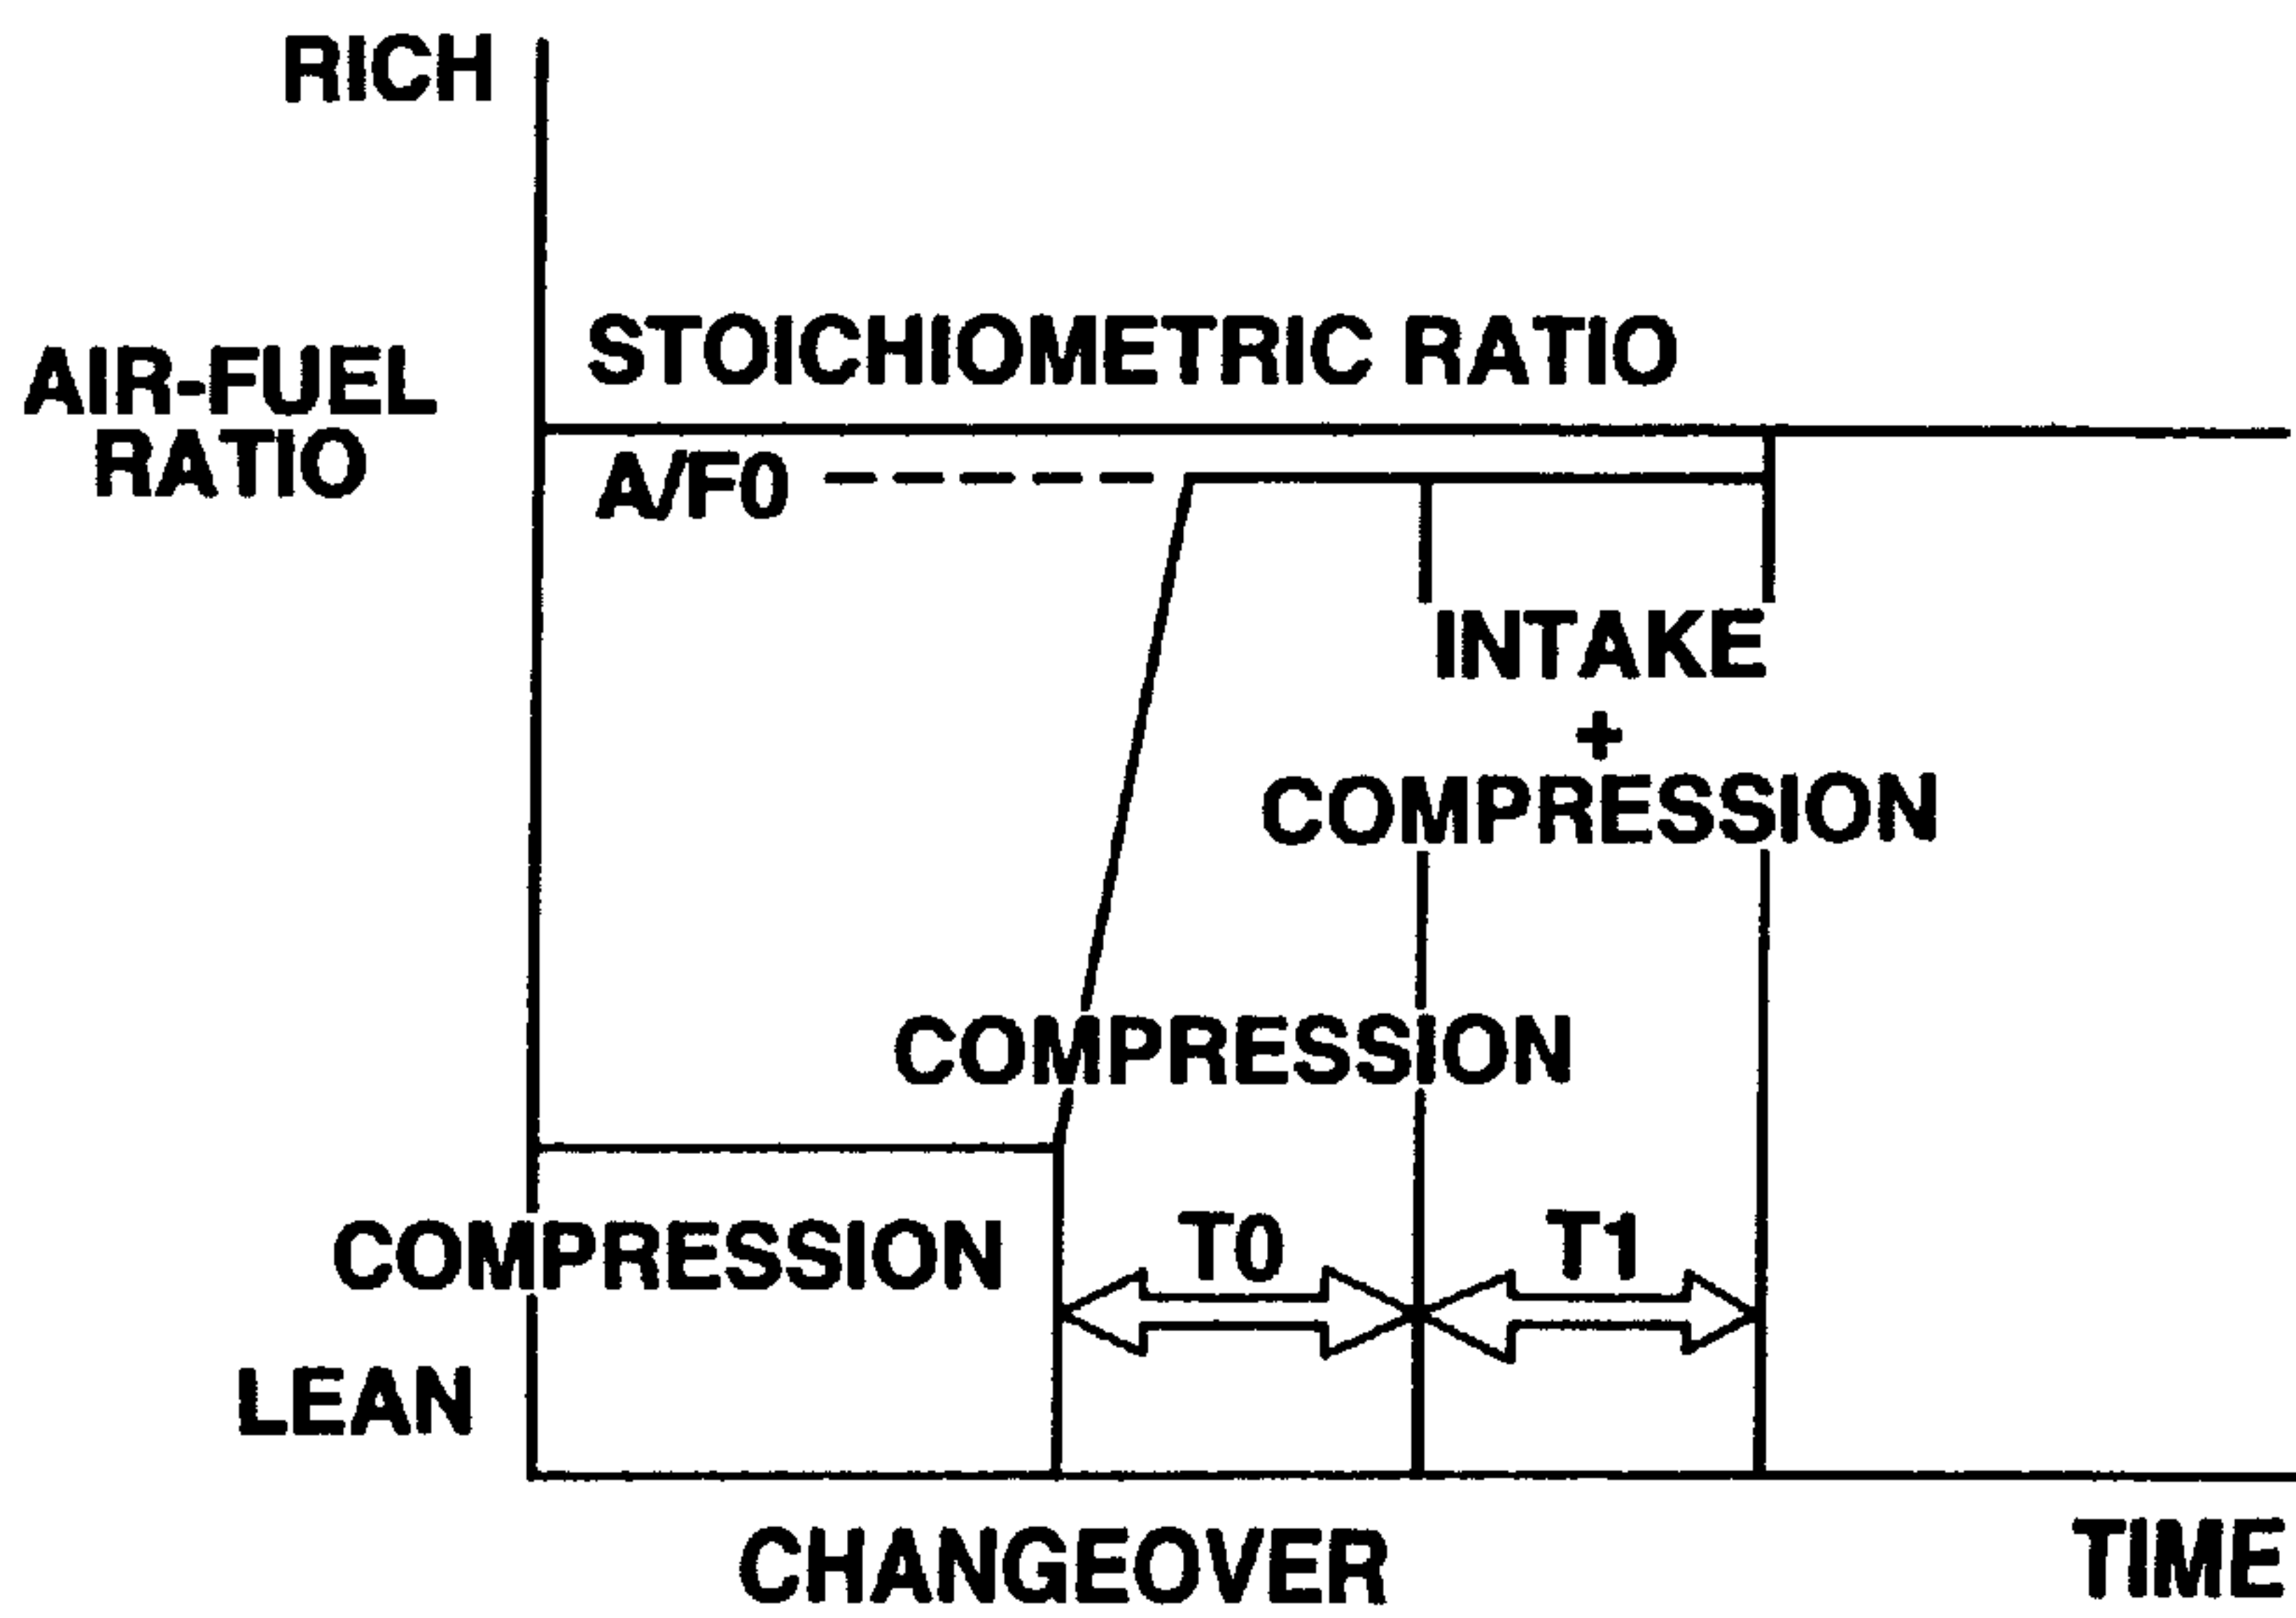 RICH
STOICHIOMETRIC RATIO
AIR-FUEL
RATIO
A/F0
INTAKE
+
COMPRESSION
COMPRESSION
COMPRESSION
T0
T1
LEAN
CHANGEOVER
TIME